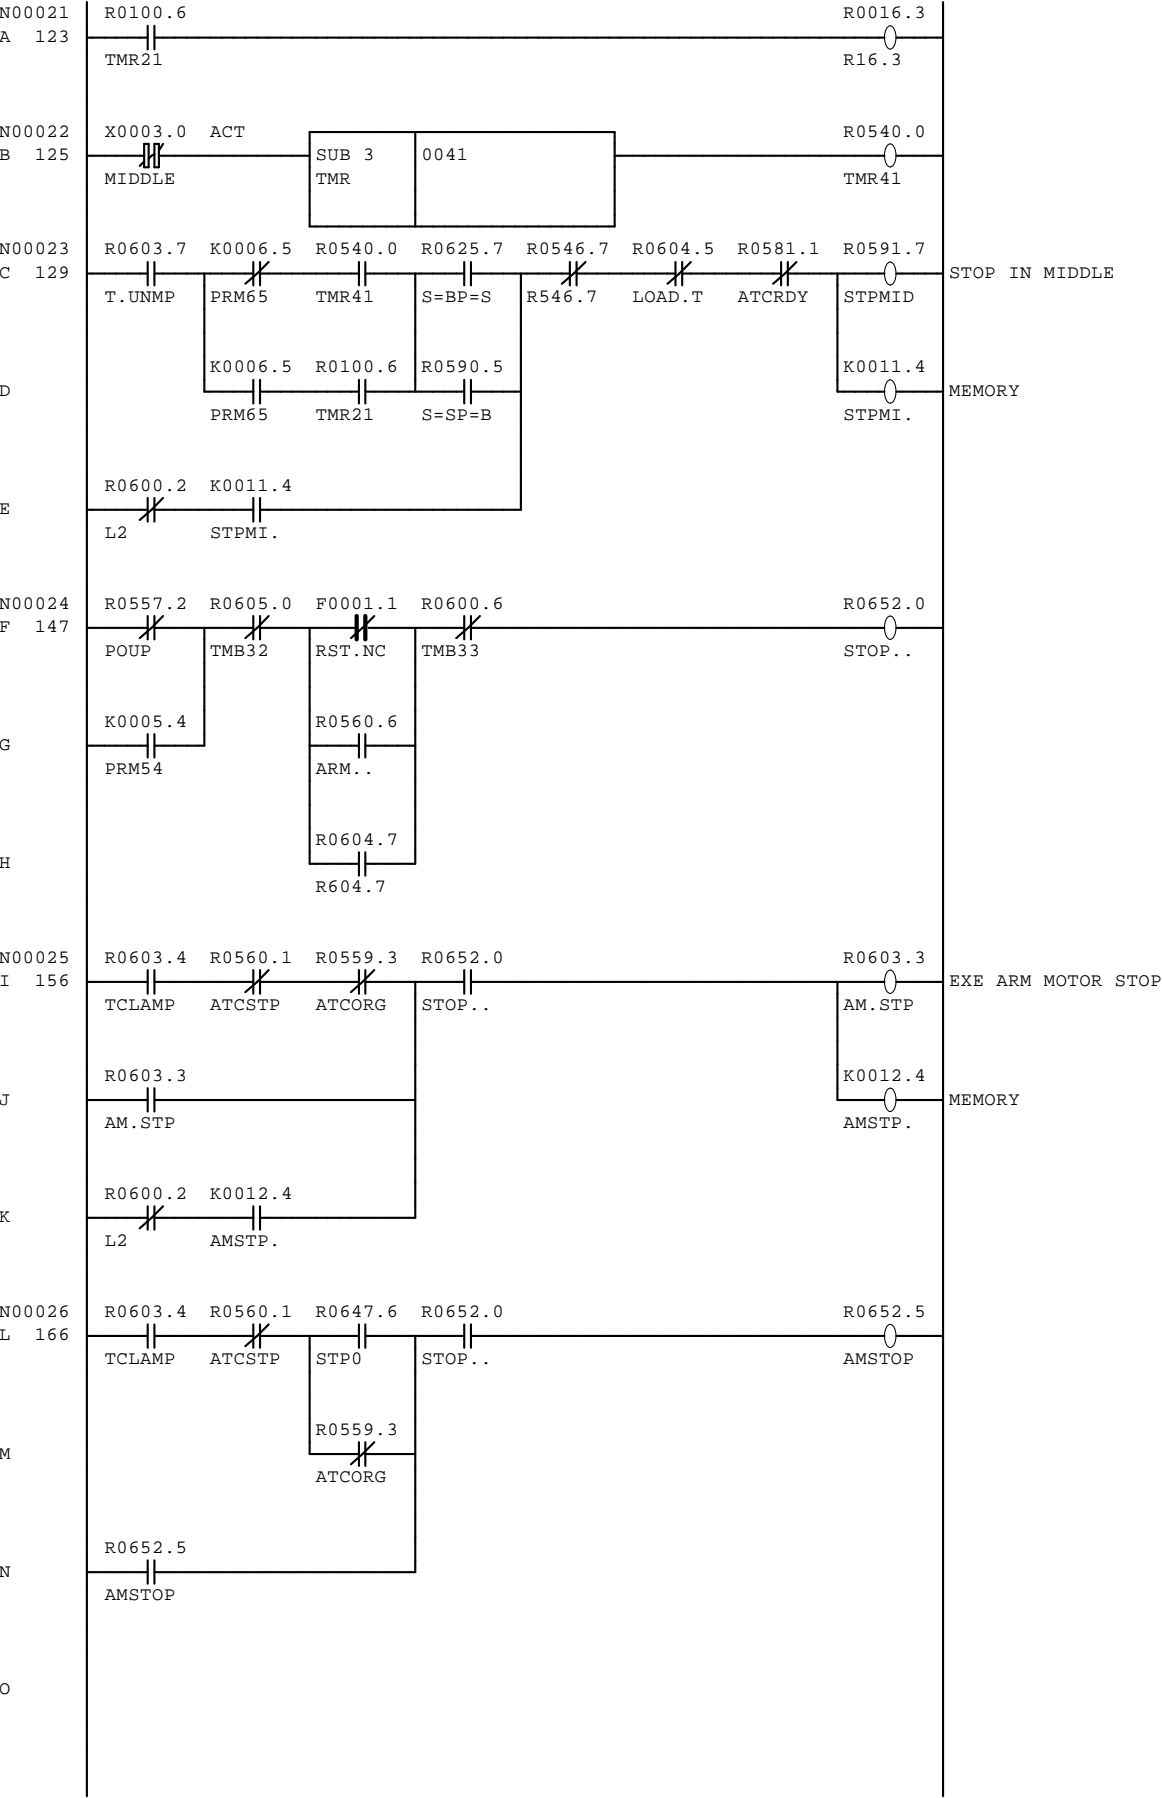 N00021 R0100.6 R0016.3
A 123
TMR21 R16.3
N00022 X0003.0 ACT R0540.0
B 125 SUB 3 0041
MIDDLE TMR TMR41
N00023 R0603.7 K0006.5 R0540.0 R0625.7 R0546.7 R0604.5 R0581.1 R0591.7
C 129 STOP IN MIDDLE
T.UNMP PRM65 TMR41 S=BP=S R546.7 LOAD.T ATCRDY STPMID
K0006.5 R0100.6 R0590.5 K0011.4
D MEMORY
PRM65 TMR21 S=SP=B STPMI.
R0600.2 K0011.4
E
L2 STPMI.
N00024 R0557.2 R0605.0 F0001.1 R0600.6 R0652.0
F 147
POUP TMB32 RST.NC TMB33 STOP..
K0005.4 R0560.6
G
PRM54 ARM..
R0604.7
H
R604.7
N00025 R0603.4 R0560.1 R0559.3 R0652.0 R0603.3
I 156 EXE ARM MOTOR STOP
TCLAMP ATCSTP ATCORG STOP.. AM.STP
R0603.3 K0012.4
J MEMORY
AM.STP AMSTP.
R0600.2 K0012.4
K
L2 AMSTP.
N00026 R0603.4 R0560.1 R0647.6 R0652.0 R0652.5
L 166
TCLAMP ATCSTP STP0 STOP.. AMSTOP
R0559.3
M
ATCORG
R0652.5
N
AMSTOP
O